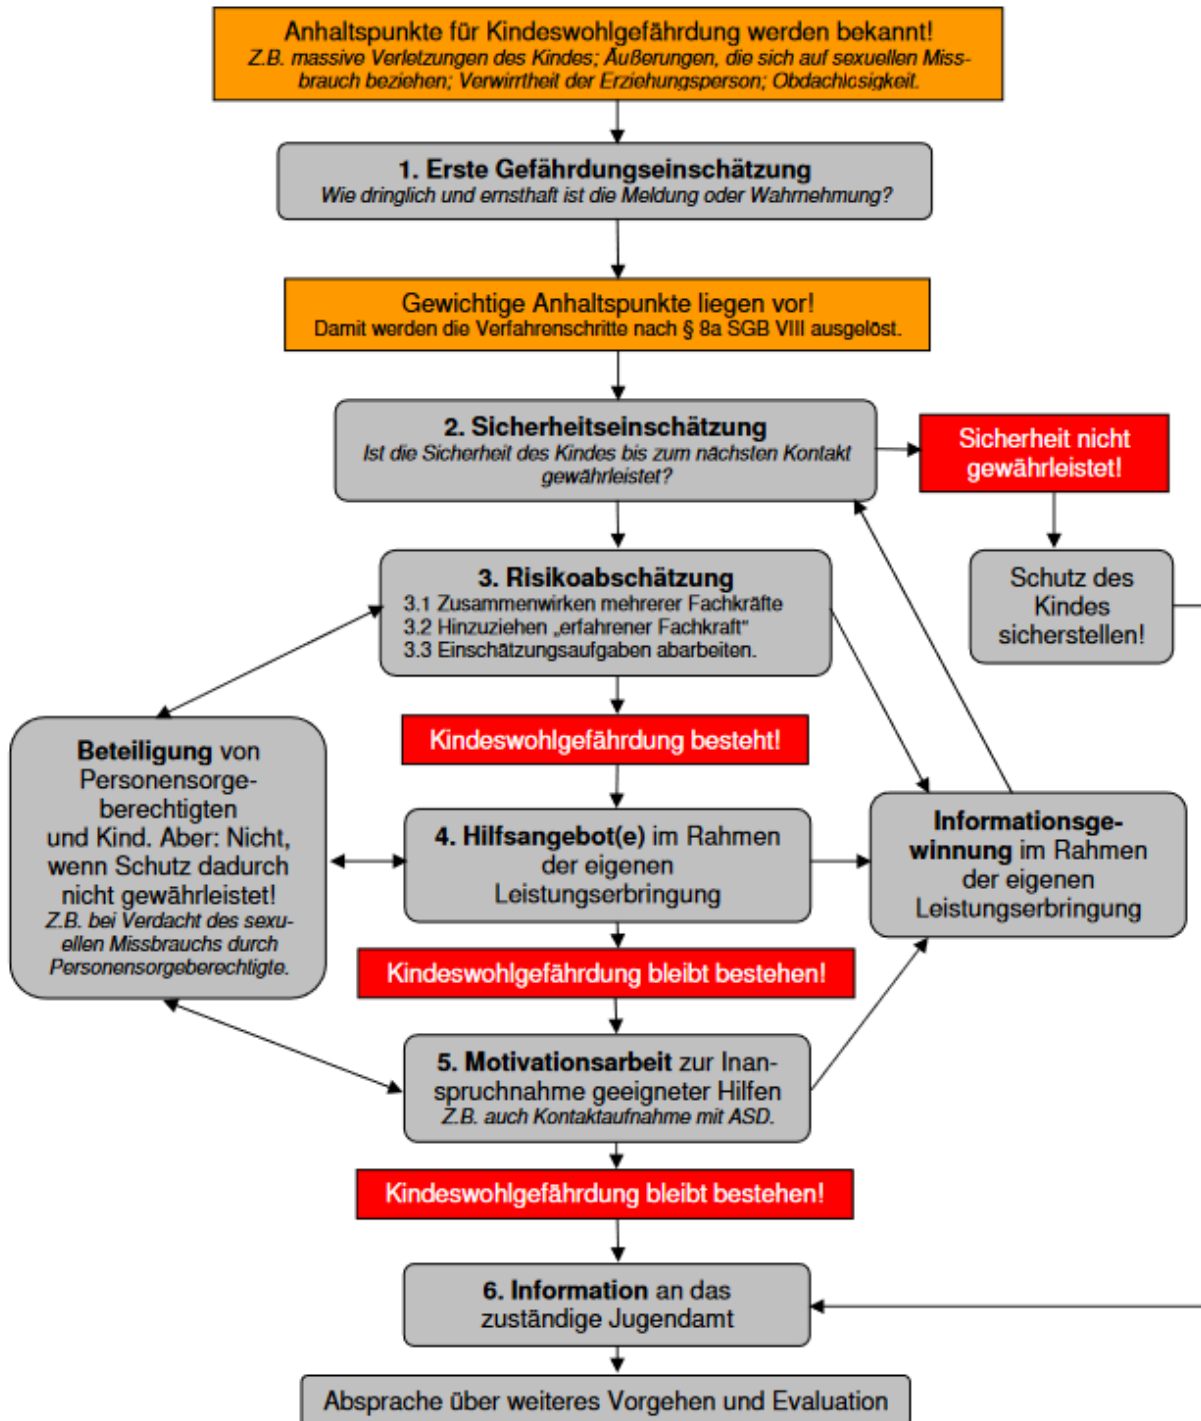 Anhaltspunkte für Kindeswohlgefährdung werden bekannt!
Z.B. massive Verletzungen des Kindes; Äußerungen, die sich auf sexuellen Miss-
brauch beziehen; Verwirrtheit der Erziehungsperson; Obdachlosigkeit.
1. Erste Gefährdungseinschätzung
Wie dringlich und ernsthaft ist die Meldung oder Wahrnehmung?
Gewichtige Anhaltspunkte liegen vor!
Damit werden die Verfahrenschritte nach § 8a SGB VIII ausgelöst.
2. Sicherheitseinschätzung
Ist die Sicherheit des Kindes bis zum nächsten Kontakt
gewährleistet?
Sicherheit nicht
gewährleistet!
Schutz des
Kindes
sicherstellen!
3. Risikoabschätzung
3.1 Zusammenwirken mehrerer Fachkräfte
3.2 Hinzuziehen „erfahrener Fachkraft“
3.3 Einschätzungsaufgaben abarbeiten.
Kindeswohlgefährdung besteht!
Beteiligung von
Personensorge-
berechtigten
und Kind. Aber: Nicht,
wenn Schutz dadurch
nicht gewährleistet!
Z.B. bei Verdacht des sexu-
ellen Missbrauchs durch
Personensorgeberechtigte.
4. Hilfsangebot(e) im Rahmen
der eigenen
Leistungserbringung
Informationsge-
winnung im Rahmen
der eigenen
Leistungserbringung
Kindeswohlgefährdung bleibt bestehen!
5. Motivationsarbeit zur Inan-
spruchnahme geeigneter Hilfen
Z.B. auch Kontaktaufnahme mit ASD.
Kindeswohlgefährdung bleibt bestehen!
6. Information an das
zuständige Jugendamt
Absprache über weiteres Vorgehen und Evaluation